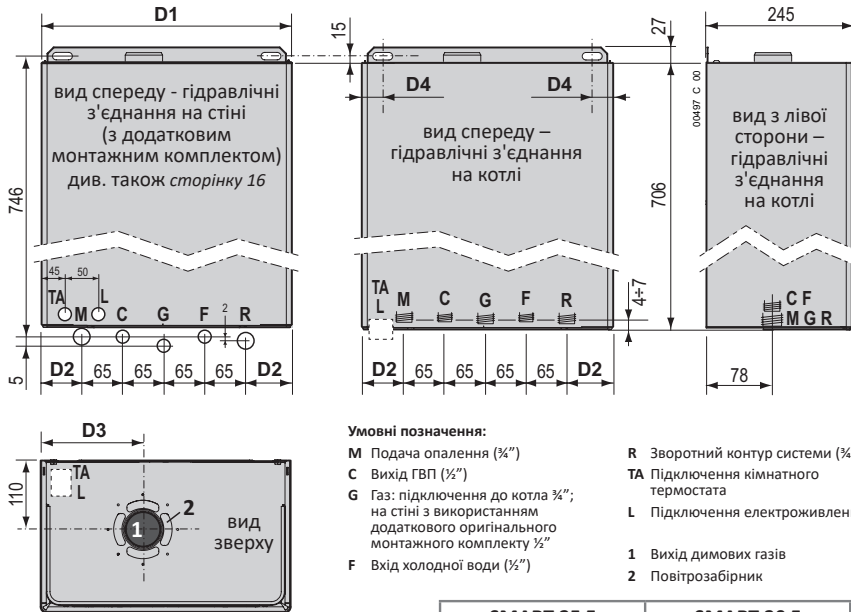 D1
15
27
245
D4
D4
00497 C 00
вид спереду - гідравлічні
з'єднання на стіні
(з додатковим
монтажним комплектом)
див. також сторінку 16
вид спереду –
гідравлічні з'єднання
на котлі
вид з лівої
сторони –
гідравлічні
з'єднання
на котлі
746
706
45
50
TA
L
M
C
G
F
2
R
TA
L
M
C
G
F
R
4÷7
C F
M G R
5
D2
65
65
65
65
D2
D2
65
65
65
65
D2
78
D3
110
TA
L
1
2
вид
зверху
Умовні позначення:
M Подача опалення (¾”)
C Вихід ГВП (½”)
G Газ: підключення до котла ¾”;
на стіні з використанням
додаткового оригінального
монтажного комплекту ½”
F Вхід холодної води (½”)
R Зворотний контур системи (¾
TA Підключення кімнатного
термостата
L Підключення електроживлен
1 Вихід димових газів
2 Повітрозабірник